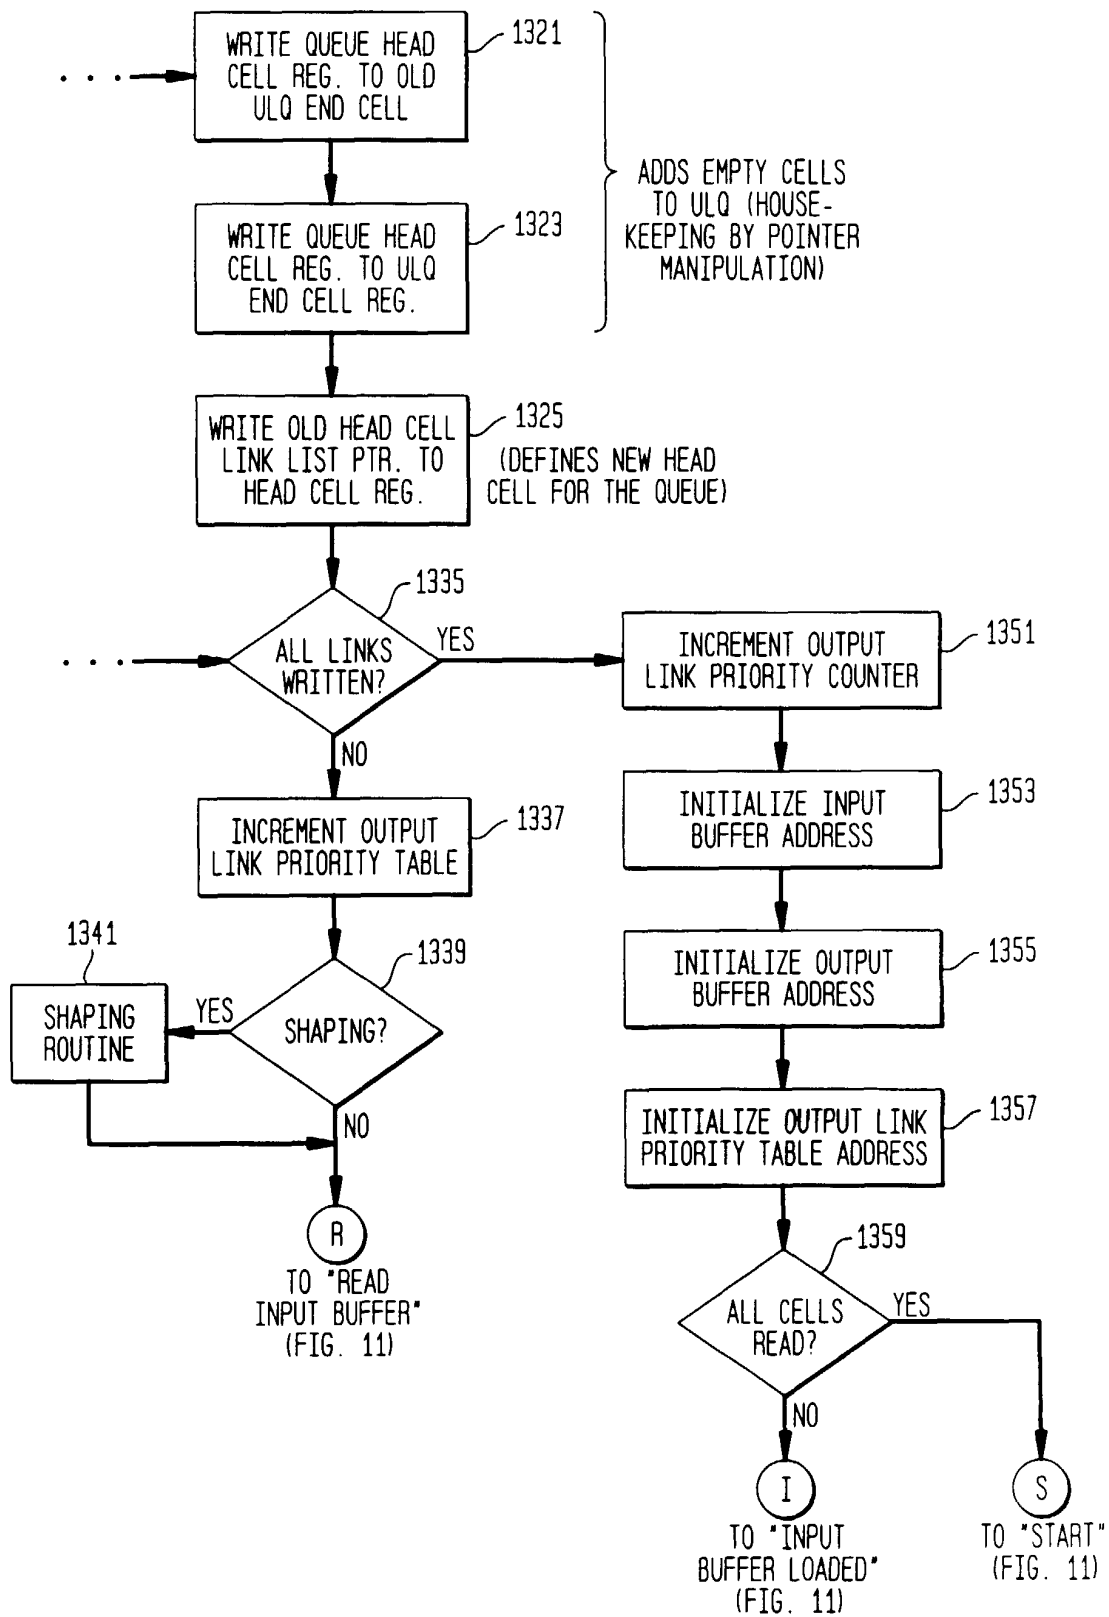 WRITE QUEUE HEAD
CELL REG. TO OLD
ULQ END CELL
1321
. . .
WRITE QUEUE HEAD
CELL REG. TO ULQ
END CELL REG.
1323
ADDS EMPTY CELLS
TO ULQ (HOUSE-
KEEPING BY POINTER
MANIPULATION)
WRITE OLD HEAD CELL
LINK LIST PTR. TO
HEAD CELL REG.
1325
(DEFINES NEW HEAD
CELL FOR THE QUEUE)
. . .
ALL LINKS
WRITTEN?
1335
YES
NO
INCREMENT OUTPUT
LINK PRIORITY TABLE
1337
SHAPING?
1339
YES
NO
SHAPING
ROUTINE
1341
R
TO "READ
INPUT BUFFER"
(FIG. 11)
INCREMENT OUTPUT
LINK PRIORITY COUNTER
1351
INITIALIZE INPUT
BUFFER ADDRESS
1353
INITIALIZE OUTPUT
BUFFER ADDRESS
1355
INITIALIZE OUTPUT LINK
PRIORITY TABLE ADDRESS
1357
ALL CELLS
READ?
1359
YES
NO
I
TO "INPUT
BUFFER LOADED"
(FIG. 11)
S
TO "START"
(FIG. 11)